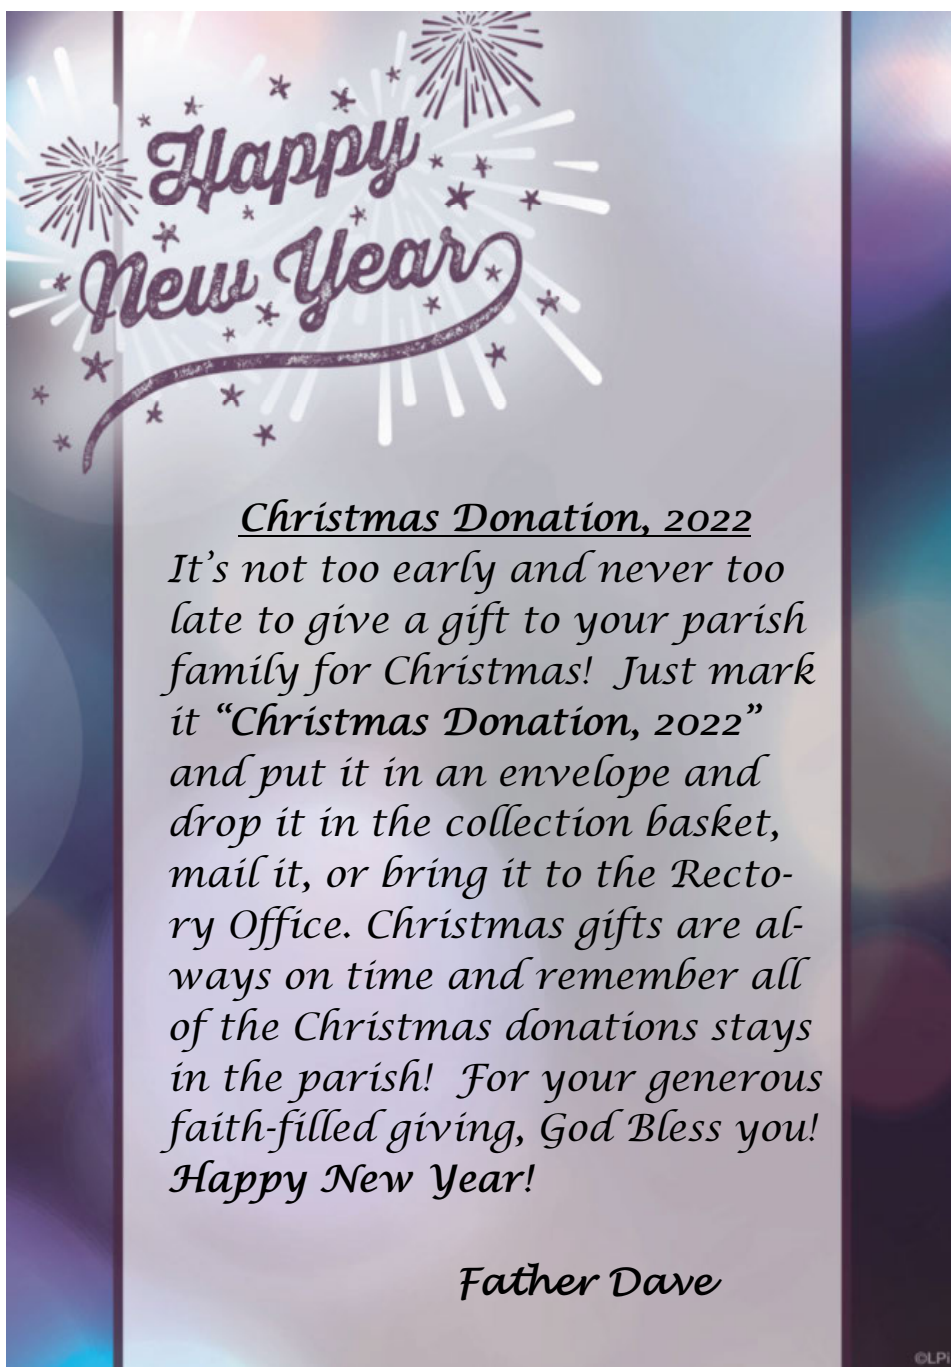 Happy
New Year
Christmas Donation, 2022
It's not too early and never too
late to give a gift to your parish
family for Christmas!  Just mark
it "Christmas Donation, 2022"
and put it in an envelope and
drop it in the collection basket,
mail it, or bring it to the Recto-
ry Office. Christmas gifts are al-
ways on time and remember all
of the Christmas donations stays
in the parish!  For your generous
faith-filled giving, God Bless you!
Happy New Year!
Father Dave
©LPi